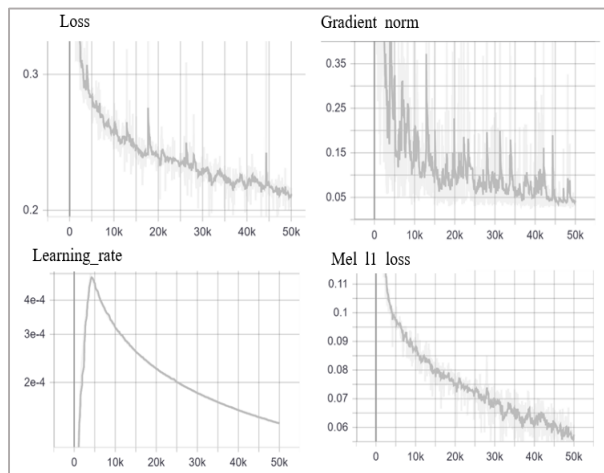 Loss
0.3
0.2
0 10k 20k 30k 40k 50k
Gradient norm
0.35
0.25
0.15
0.05
0 10k 20k 30k 40k 50k
Learning_rate
4e-4
3e-4
2e-4
0 10k 20k 30k 40k 50k
Mel l1 loss
0.11
0.1
0.09
0.08
0.07
0.06
0 10k 20k 30k 40k 50k